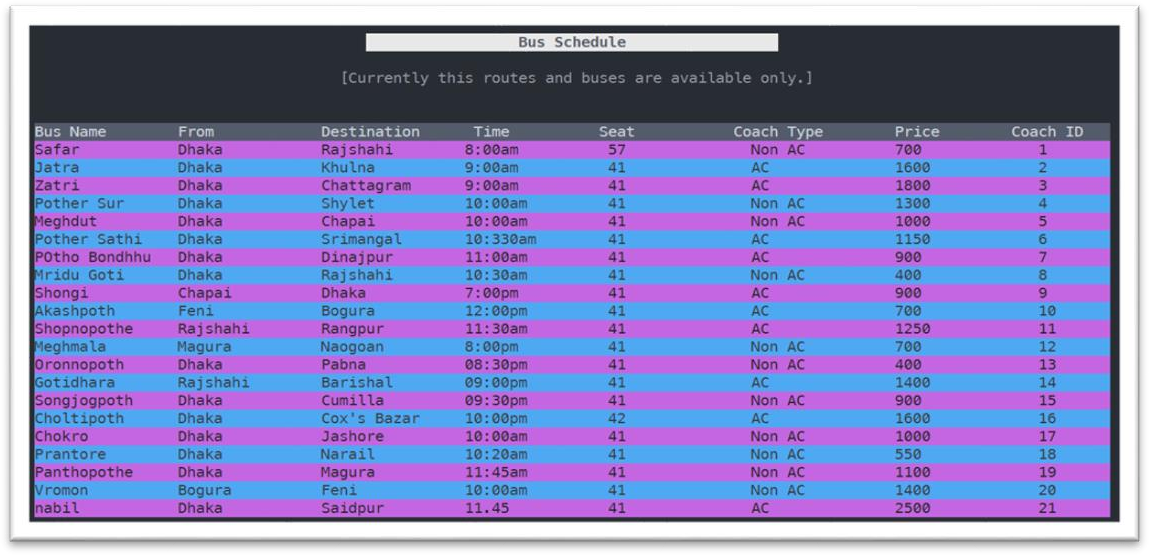 Bus Schedule
[Currently this routes and buses are available only.]
Bus Name From Destination Time Seat Coach Type Price Coach ID
Safar Dhaka Rajshahi 8:00am 57 Non AC 700 1
Jatra Dhaka Khulna 9:00am 41 AC 1600 2
Zatri Dhaka Chattagram 9:00am 41 AC 1800 3
Pother Sur Dhaka Shylet 10:00am 41 Non AC 1300 4
Meghdut Dhaka Chapai 10:00am 41 Non AC 1000 5
Pother Sathi Dhaka Srimangal 10:330am 41 AC 1150 6
POtho Bondhhu Dhaka Dinajpur 11:00am 41 AC 900 7
Mridu Goti Dhaka Rajshahi 10:30am 41 Non AC 400 8
Shongi Chapai Dhaka 7:00pm 41 AC 900 9
Akashpoth Feni Bogura 12:00pm 41 AC 700 10
Shopnopothe Rajshahi Rangpur 11:30am 41 AC 1250 11
Meghmala Magura Naogoan 8:00pm 41 Non AC 700 12
Oronnopoth Dhaka Pabna 08:30pm 41 Non AC 400 13
Gotidhara Rajshahi Barishal 09:00pm 41 AC 1400 14
Songjogpoth Dhaka Cumilla 09:30pm 41 Non AC 900 15
Choltipoth Dhaka Cox's Bazar 10:00pm 42 AC 1600 16
Chokro Dhaka Jashore 10:00am 41 Non AC 1000 17
Prantore Dhaka Narail 10:20am 41 Non AC 550 18
Panthopothe Dhaka Magura 11:45am 41 Non AC 1100 19
Vromon Bogura Feni 10:00am 41 Non AC 1400 20
nabil Dhaka Saidpur 11.45 41 AC 2500 21